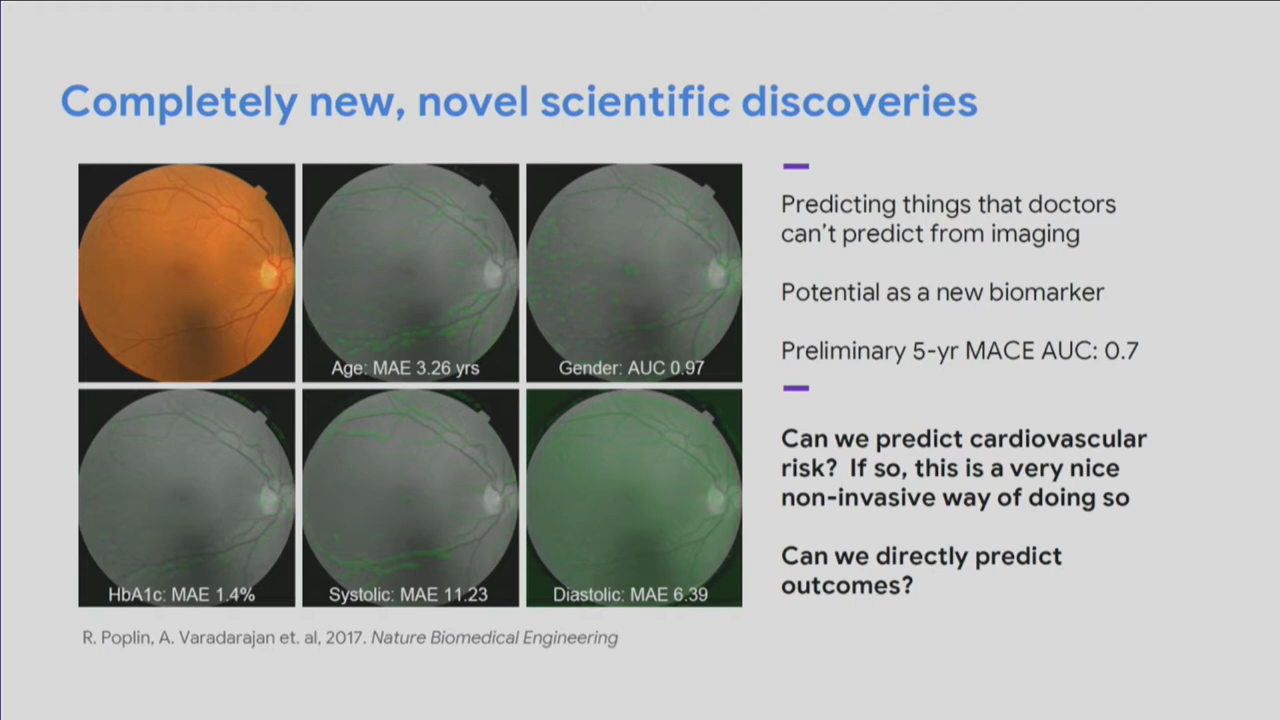 Completely new, novel scientific discoveries
Age: MAE 3.26 yrs
Gender: AUC 0.97
HbA1c: MAE 1.4%
Systolic: MAE 11.23
Diastolic: MAE 6.39
R. Poplin, A. Varadarajan et. al, 2017. Nature Biomedical Engineering
Predicting things that doctors
can't predict from imaging
Potential as a new biomarker
Preliminary 5-yr MACE AUC: 0.7
Can we predict cardiovascular
risk?  If so, this is a very nice
non-invasive way of doing so
Can we directly predict
outcomes?